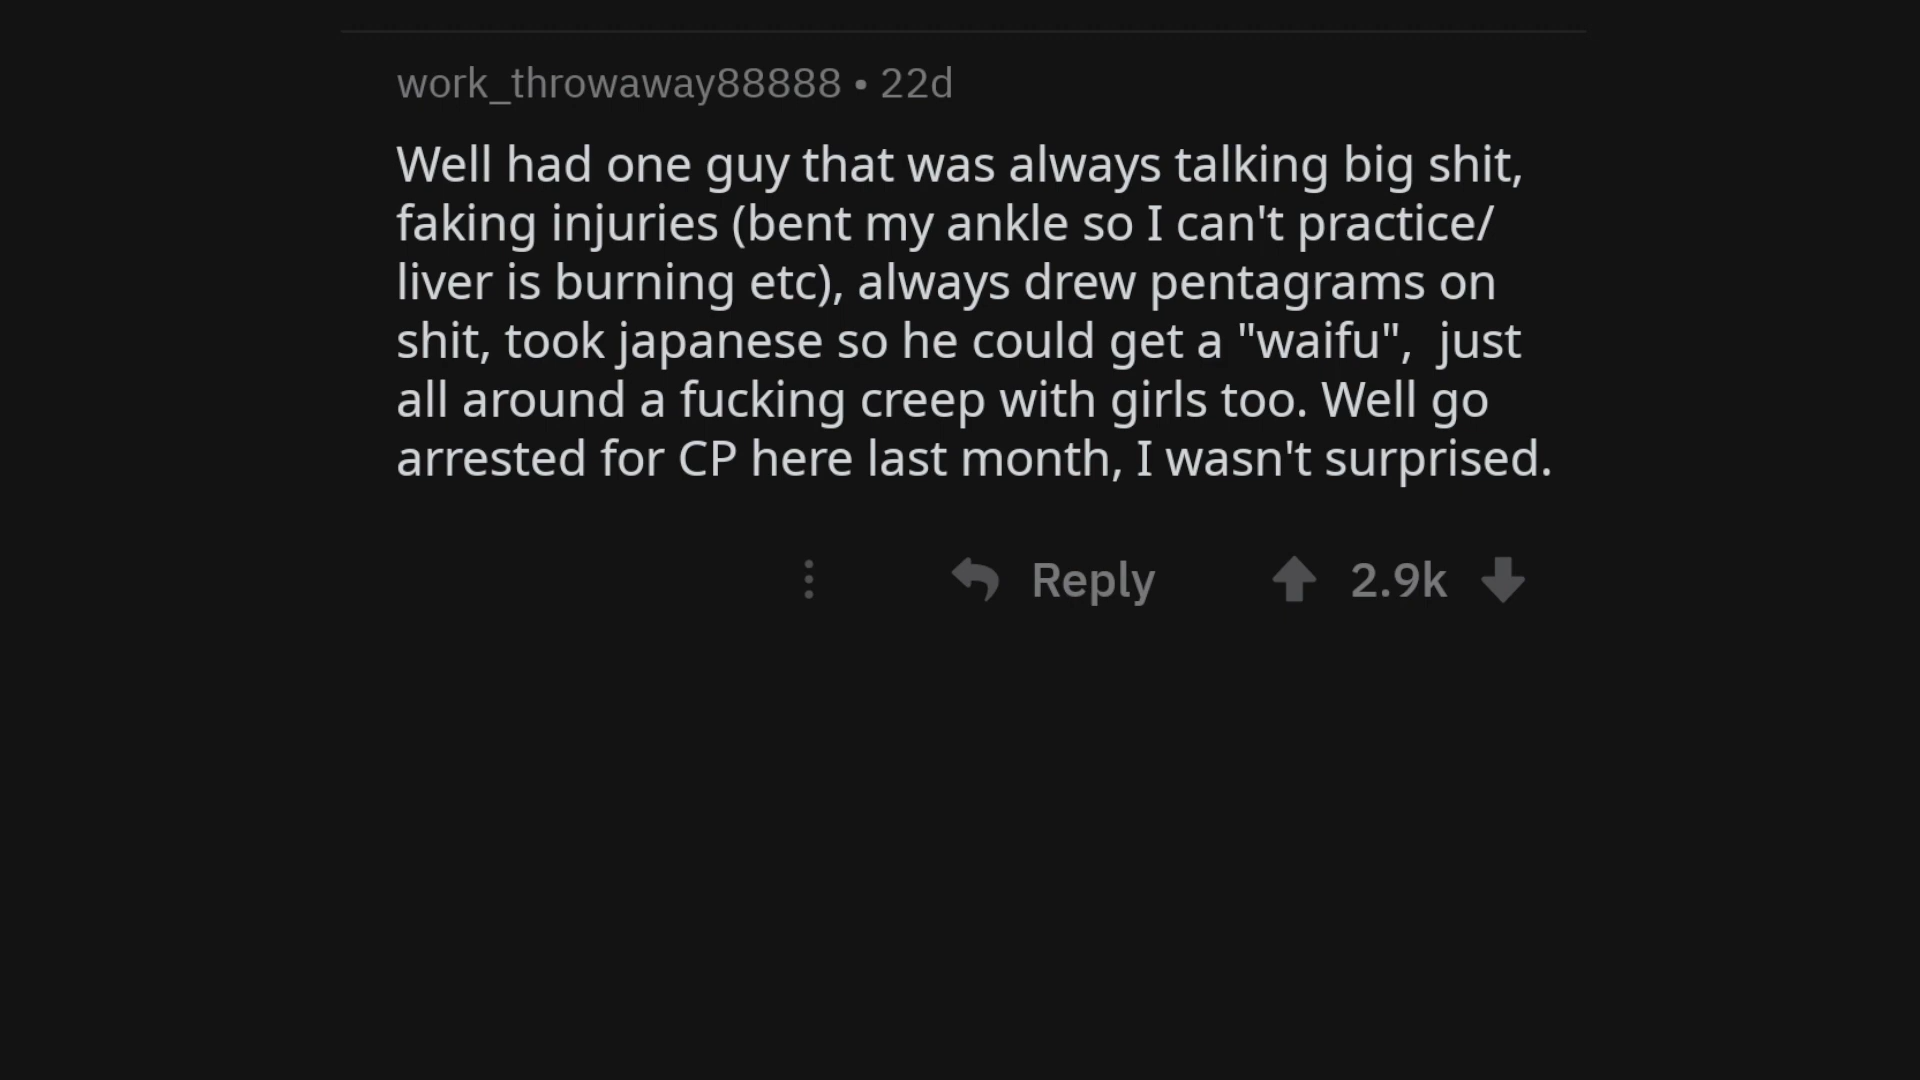 work_throwaway88888 • 22d
Well had one guy that was always talking big shit,
faking injuries (bent my ankle so I can't practice/
liver is burning etc), always drew pentagrams on
shit, took japanese so he could get a "waifu",  just
all around a fucking creep with girls too. Well go
arrested for CP here last month, I wasn't surprised.
Reply 2.9k